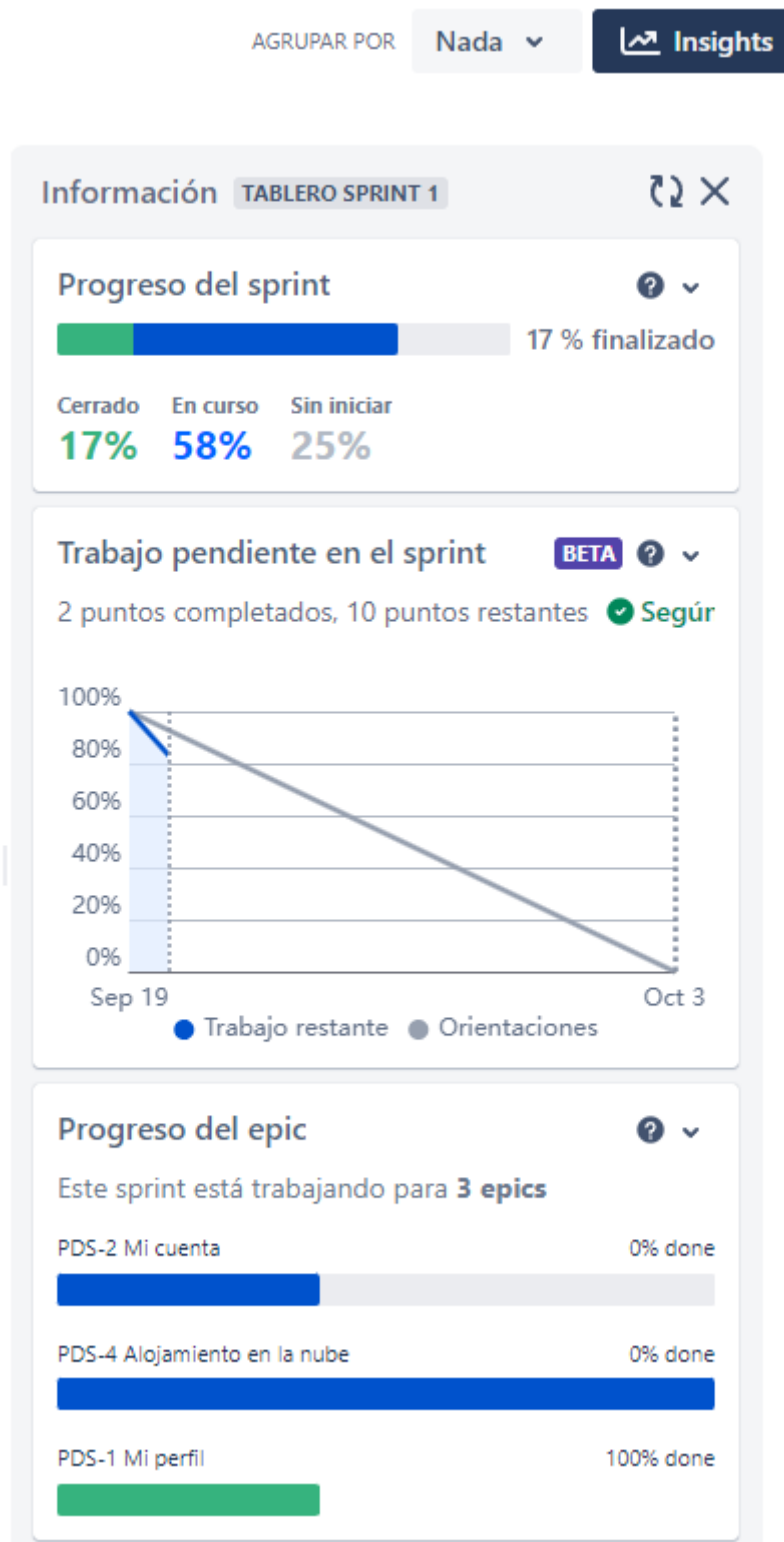 AGRUPAR POR Nada Insights
Información TABLERO SPRINT 1
Progreso del sprint
17 % finalizado
Cerrado En curso Sin iniciar
17% 58% 25%
Trabajo pendiente en el sprint BETA
2 puntos completados, 10 puntos restantes
100%
80%
60%
40%
20%
0%
Sep 19 Oct 3
Trabajo restante Orientaciones
Progreso del epic
Este sprint está trabajando para 3 epics
PDS-2 Mi cuenta 0% done
PDS-4 Alojamiento en la nube 0% done
PDS-1 Mi perfil 100% done